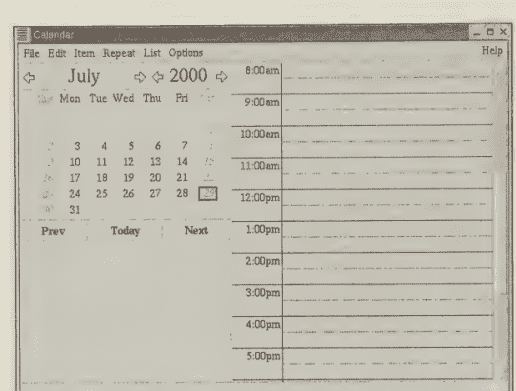 Calendar
File Edit Item Repeat List Options Help
July 2000
Mon Tue Wed Thu Fri
3 4 5 6 7
10 11 12 13 14
17 18 19 20 21
24 25 26 27 28 29
31
Prev Today Next
8:00am
9:00am
10:00am
11:00am
12:00pm
1:00pm
2:00pm
3:00pm
4:00pm
5:00pm